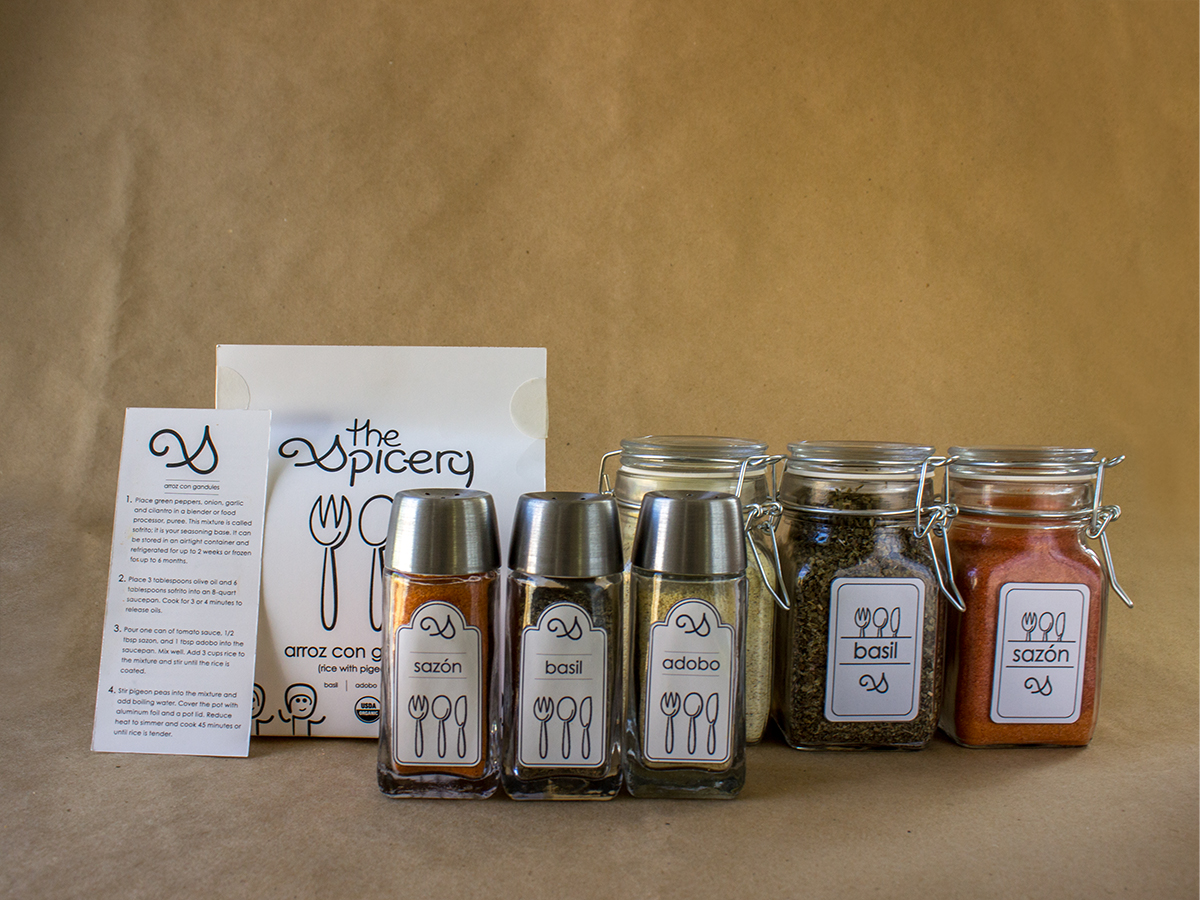 arroz con gandules
1. Place green peppers, onion, garlic
and cilantro in a blender or food
processor, puree. This mixture is called
sofrito; it is your seasoning base. It can
be stored in an airtight container and
refrigerated for up to 2 weeks or frozen
for up to 6 months.
2. Place 3 tablespoons olive oil and 6
tablespoons sofrito into an 8-quart
saucepan. Cook for 3 or 4 minutes to
release oils.
3. Pour one can of tomato sauce, 1/2
tbsp sazon, and 1 tbsp adobo into the
saucepan. Mix well. Add 3 cups rice to
the mixture and stir until the rice is
coated.
4. Stir pigeon peas into the mixture and
add boiling water. Cover the pot with
aluminum foil and a pot lid. Reduce
heat to simmer and cook 45 minutes or
until rice is tender.
the
Spicery
arroz con g
(rice with pige
basil | adobo
USDA
ORGANIC
sazón
basil
adobo
basil
sazón